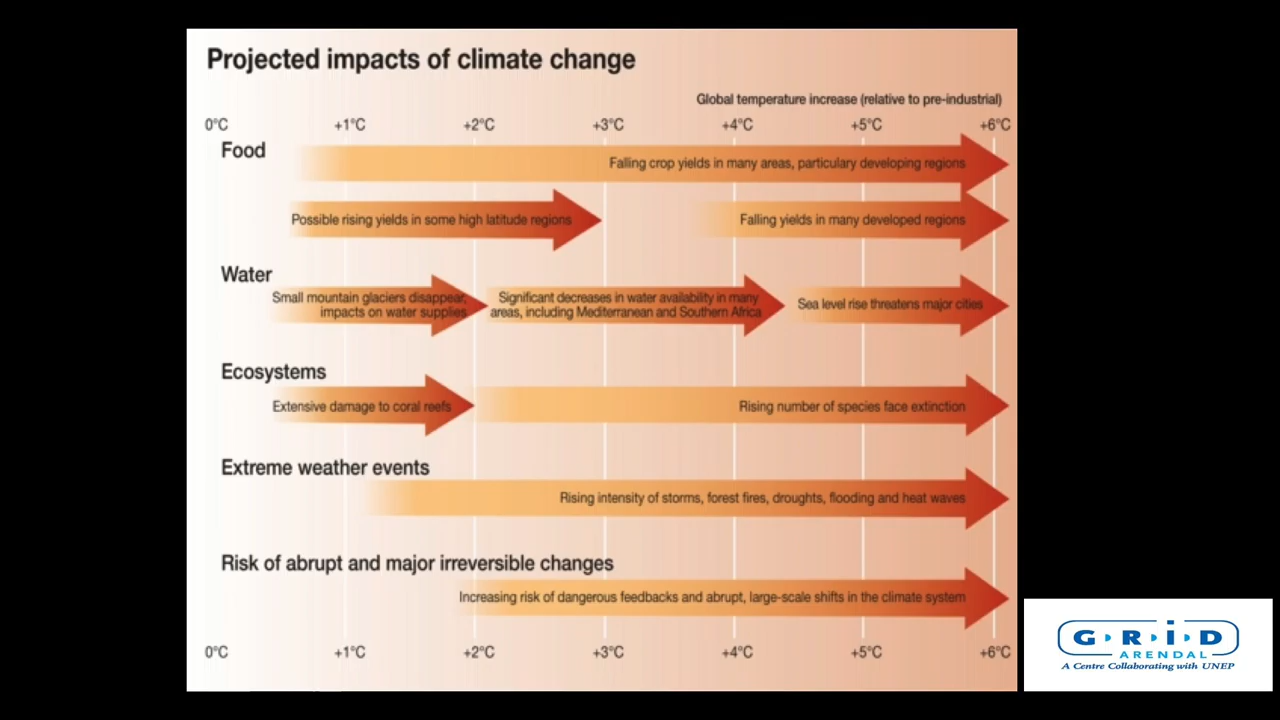 Projected impacts of climate change
Global temperature increase (relative to pre-industrial)
0°C +1°C +2°C +3°C +4°C +5°C +6°C
Food
Falling crop yields in many areas, particulary developing regions
Possible rising yields in some high latitude regions
Falling yields in many developed regions
Water
Small mountain glaciers disappear,
impacts on water supplies
Significant decreases in water availability in many
areas, including Mediterranean and Southern Africa
Sea level rise threatens major cities
Ecosystems
Extensive damage to coral reefs
Rising number of species face extinction
Extreme weather events
Rising intensity of storms, forest fires, droughts, flooding and heat waves
Risk of abrupt and major irreversible changes
Increasing risk of dangerous feedbacks and abrupt, large-scale shifts in the climate system
0°C +1°C +2°C +3°C +4°C +5°C +6°C
G·R·i·D
ARENDAL
A Centre Collaborating with UNEP